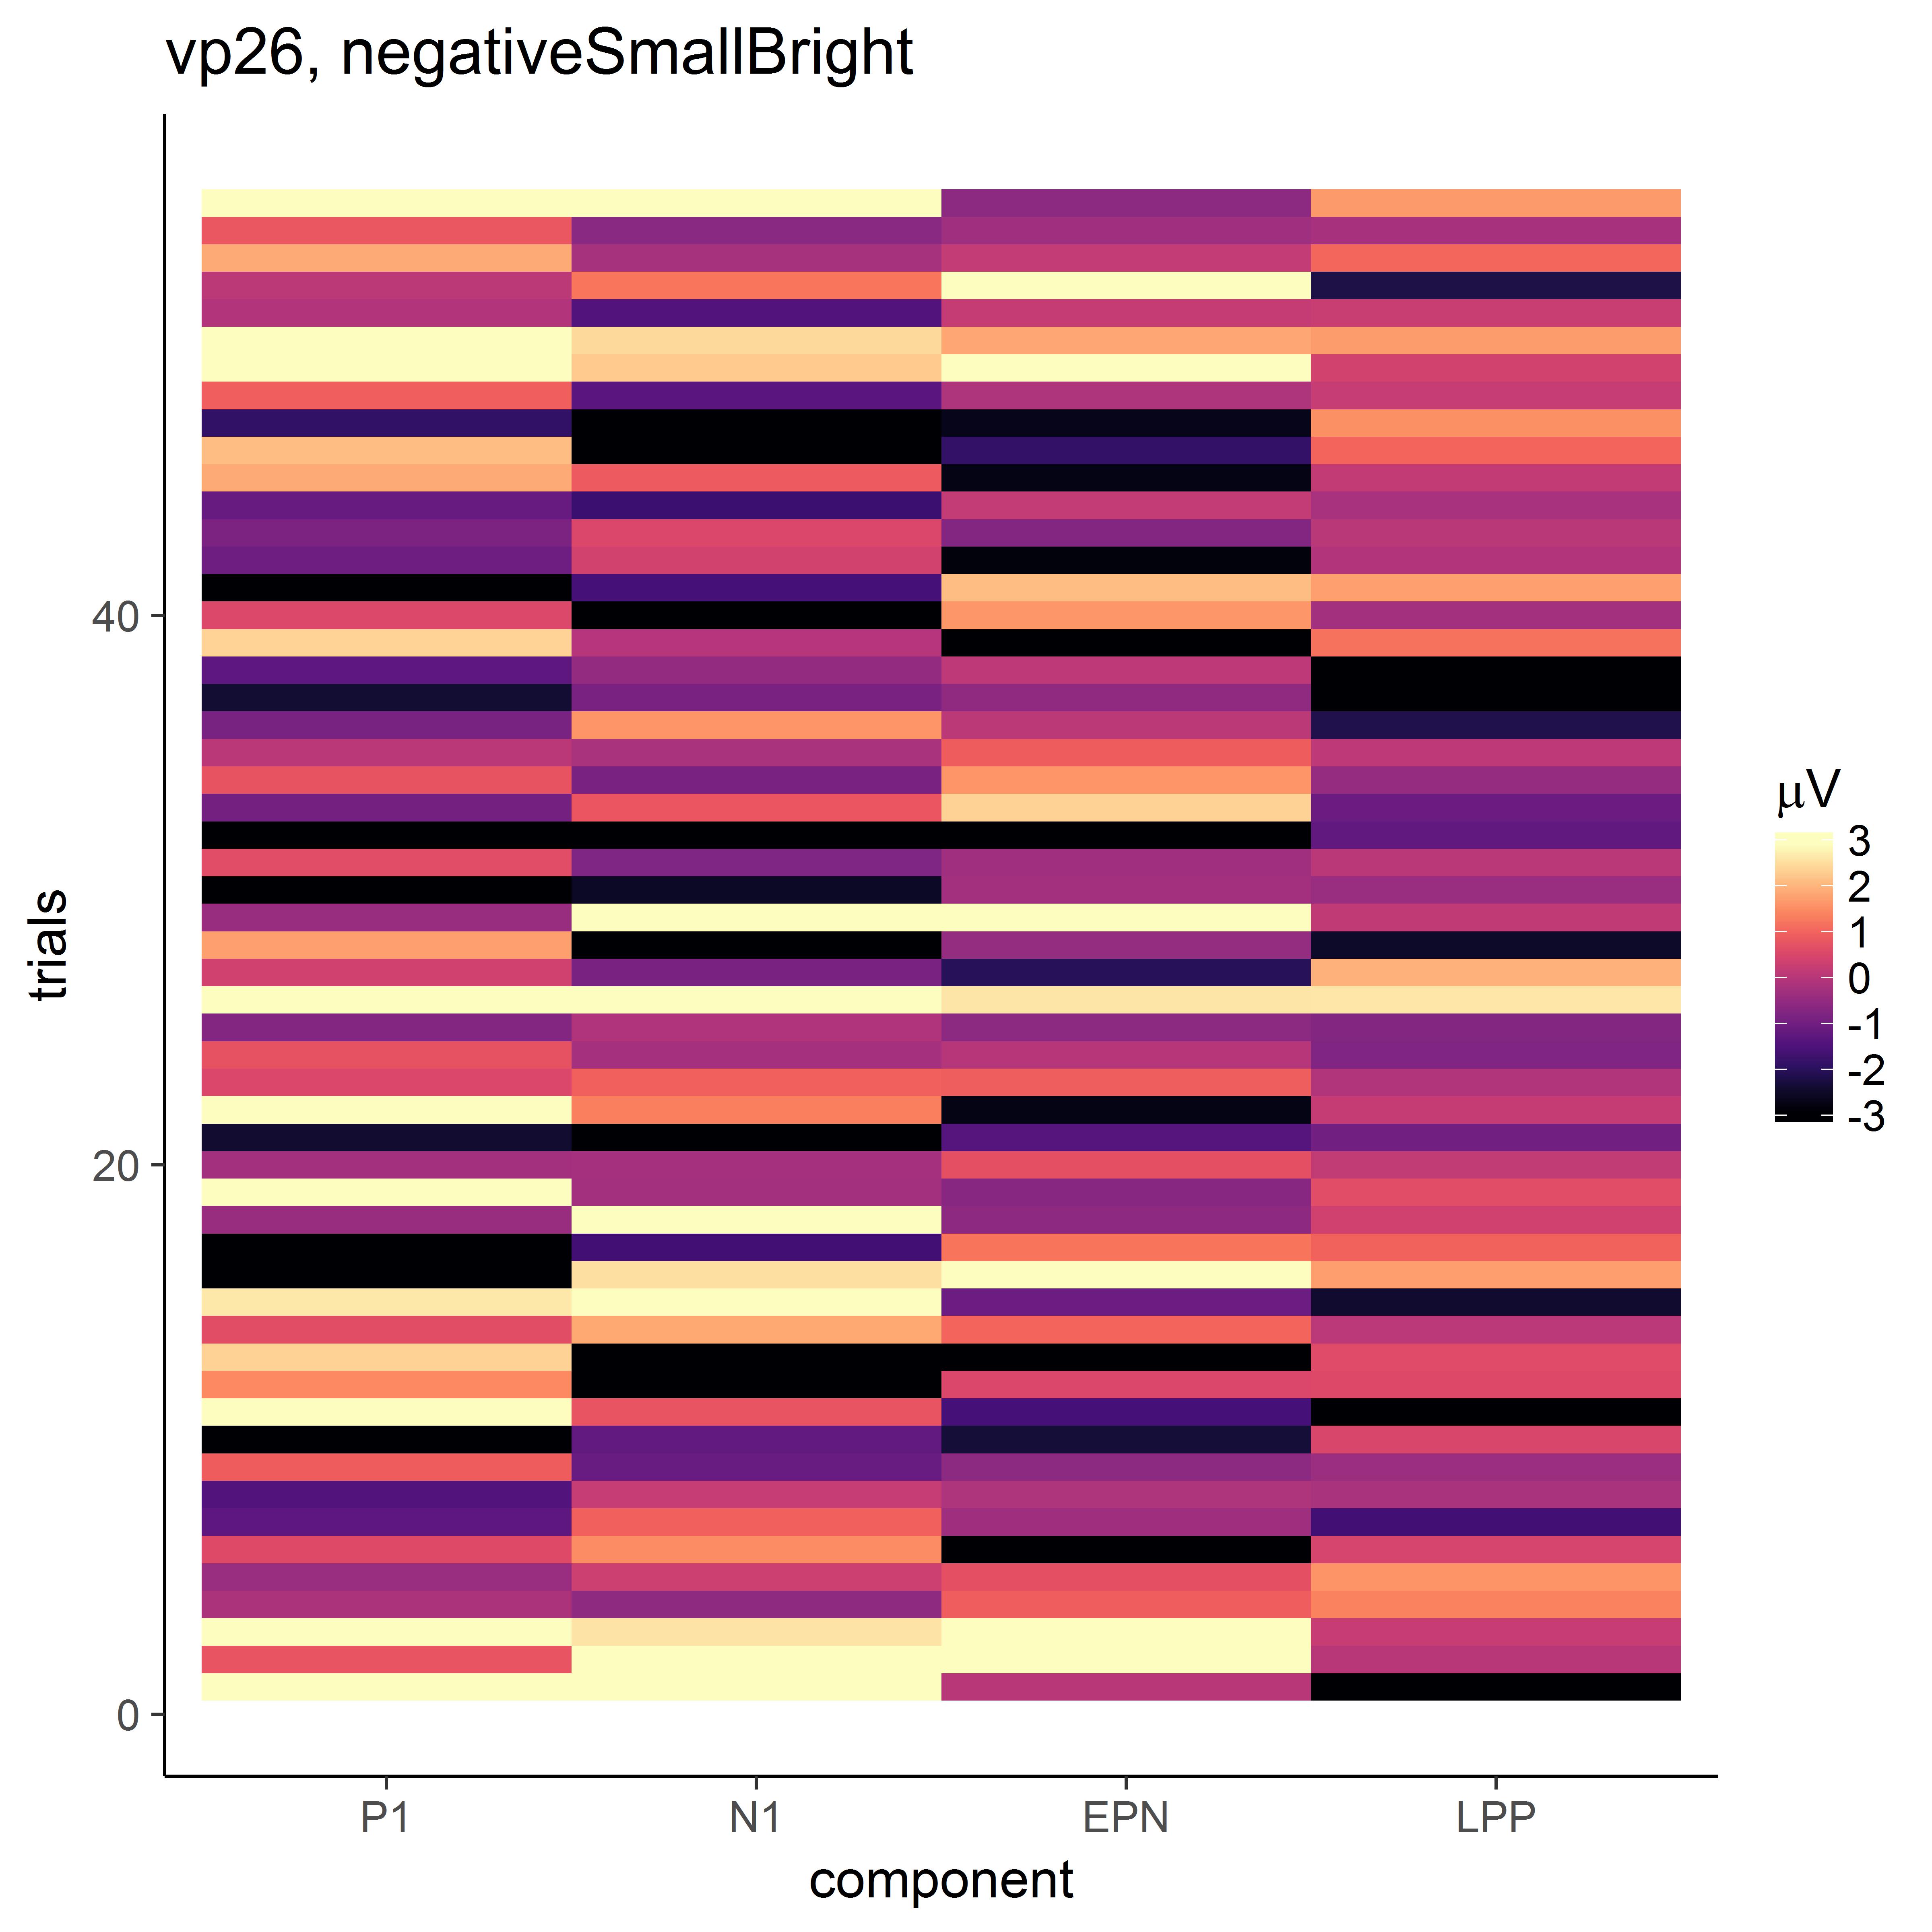 vp26, negativeSmallBright
trials
40
20
0
P1
N1
EPN
LPP
component
μV
3
2
1
0
-1
-2
-3